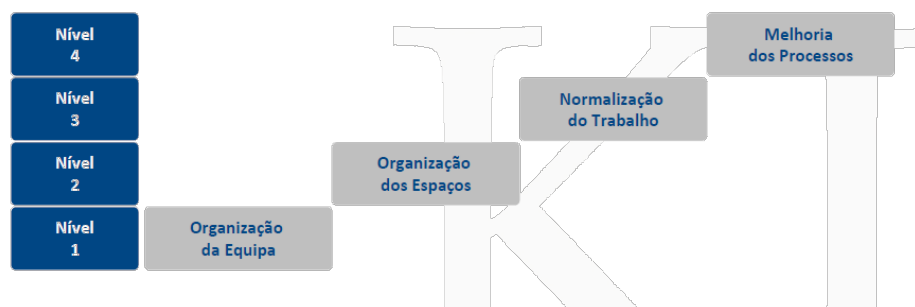 Nível
4
Melhoria
dos Processos
Nível
3
Normalização
do Trabalho
Nível
2
Organização
dos Espaços
Nível
1
Organização
da Equipa